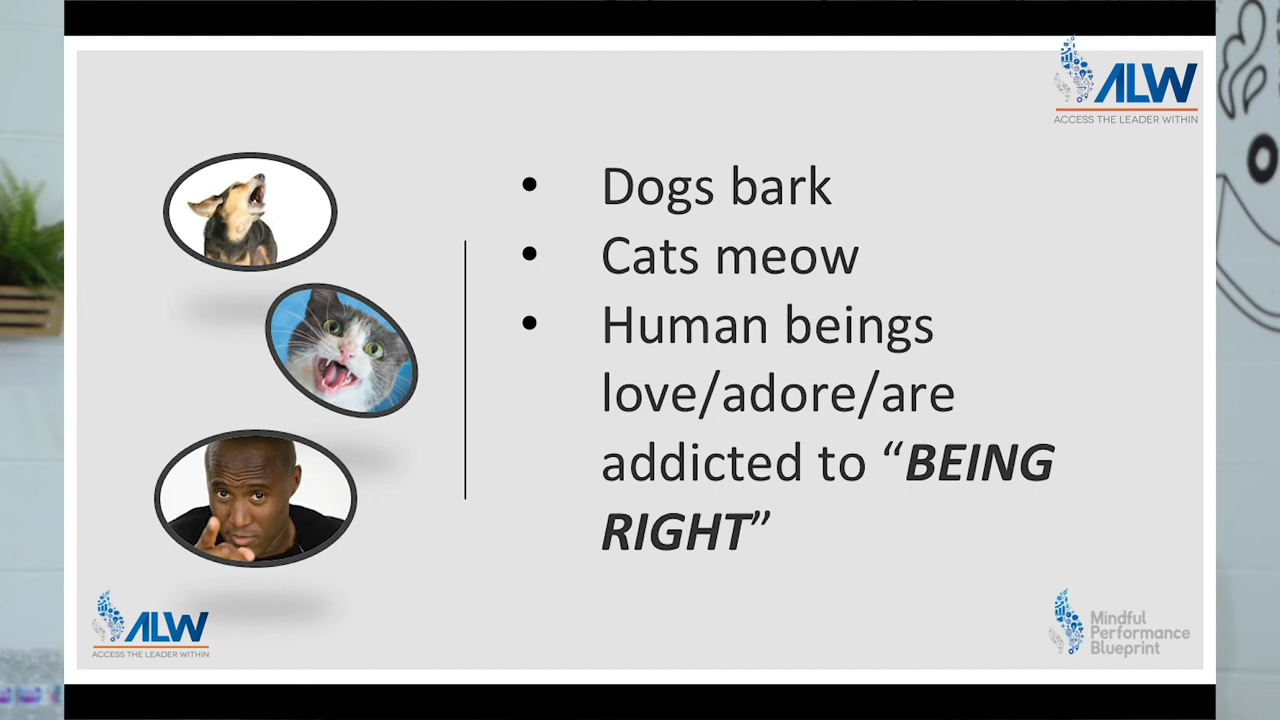 ALW
ACCESS THE LEADER WITHIN
• Dogs bark
• Cats meow
• Human beings
love/adore/are
addicted to “BEING
RIGHT”
ALW
ACCESS THE LEADER WITHIN
Mindful
Performance
Blueprint